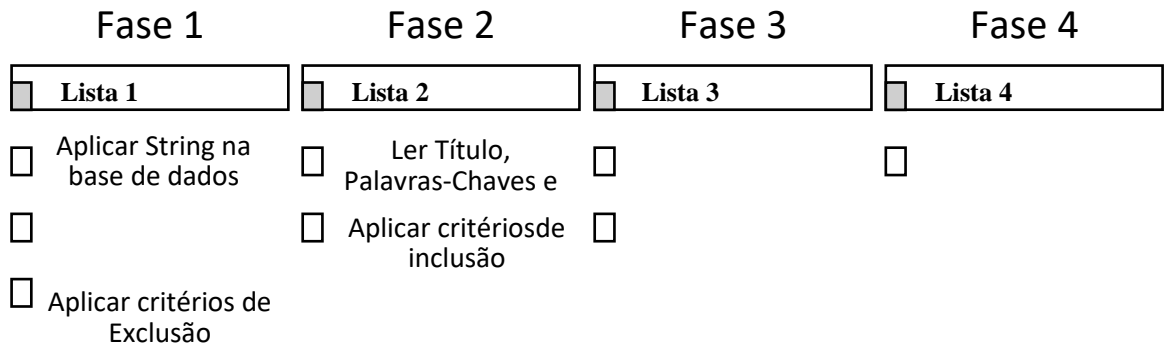 Fase 1
Fase 2
Fase 3
Fase 4
Lista 1
Lista 2
Lista 3
Lista 4
Aplicar String na
base de dados
Aplicar critérios de
Exclusão
Ler Título,
Palavras-Chaves e
Aplicar critériosde
inclusão